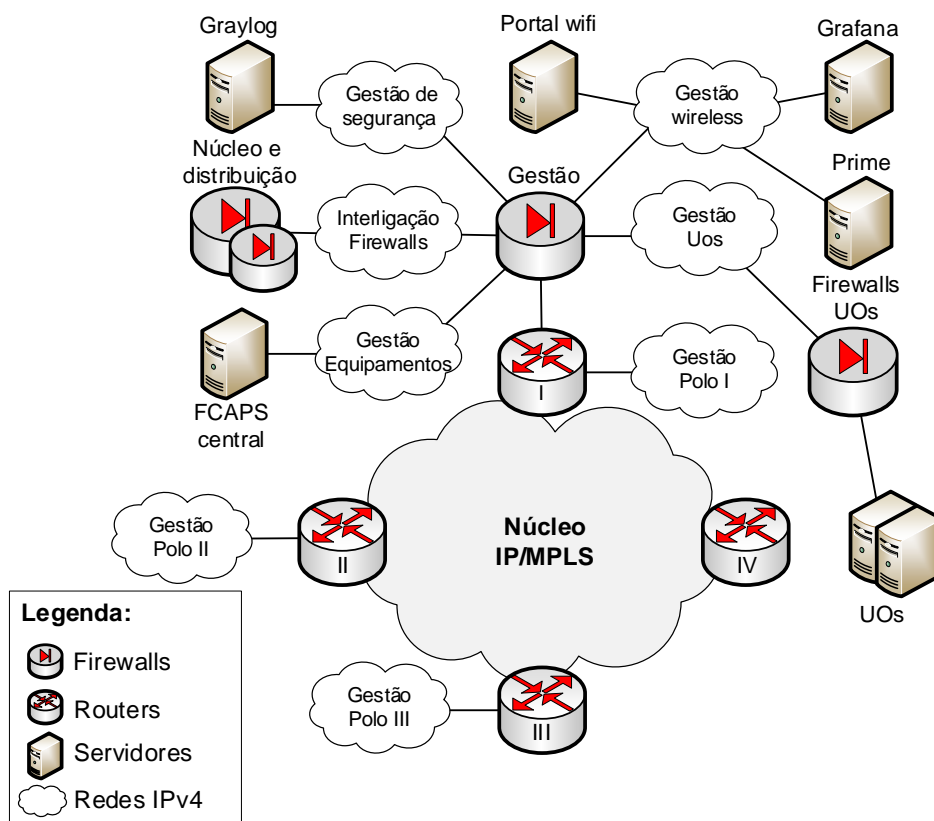 Graylog
Portal wifi
Grafana
Gestão de
segurança
Gestão
wireless
Núcleo e
distribuição
Gestão
Prime
Interligação
Firewalls
Gestão
Uos
Firewalls
UOs
Gestão
Equipamentos
Gestão
Polo I
I
FCAPS
central
Gestão
Polo II
II
Núcleo
IP/MPLS
IV
UOs
Legenda:
Firewalls
Routers
Servidores
Redes IPv4
Gestão
Polo III
III